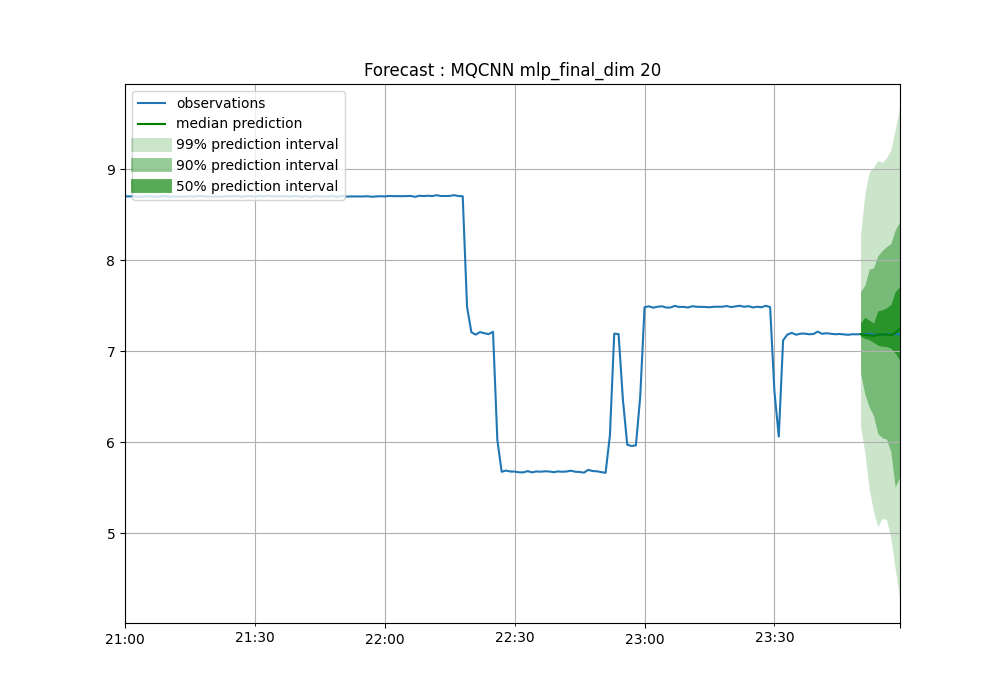 Forecast : MQCNN mlp_final_dim 20
observations
median prediction
99% prediction interval
90% prediction interval
50% prediction interval
9
8
7
6
5
21:00
21:30
22:00
22:30
23:00
23:30